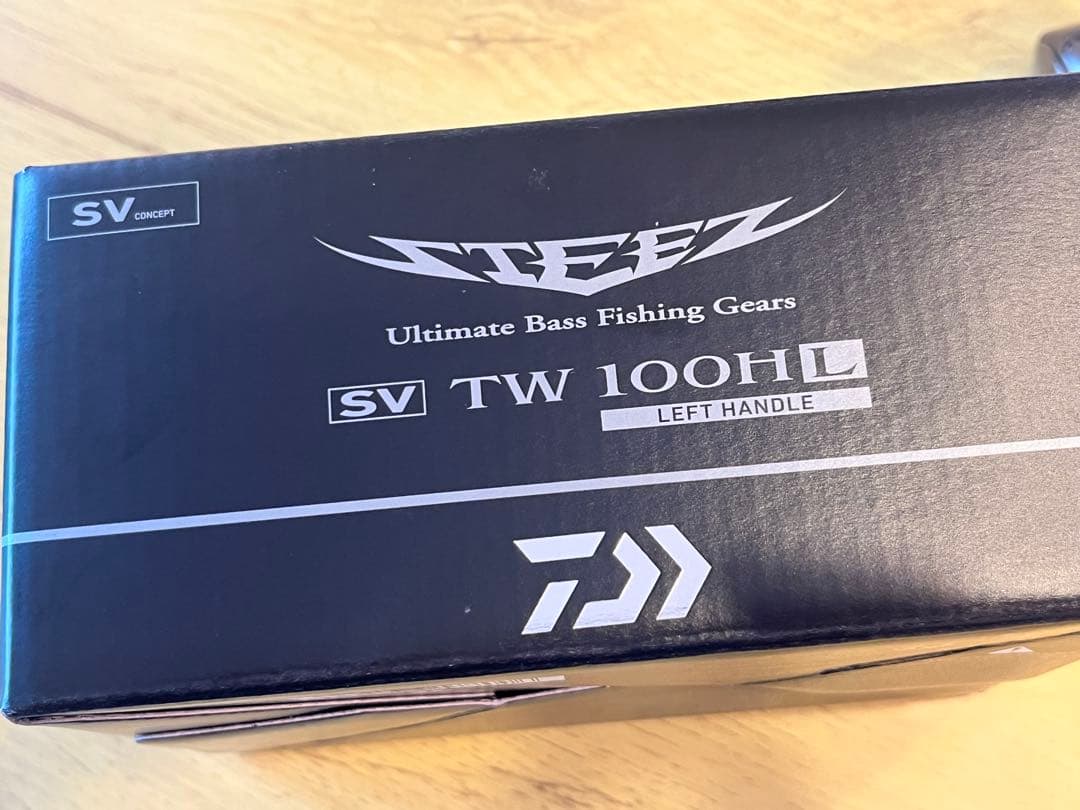 SV CONCEPT
STEEZ
Ultimate Bass Fishing Gears
SV TW 100HL
LEFT HANDLE